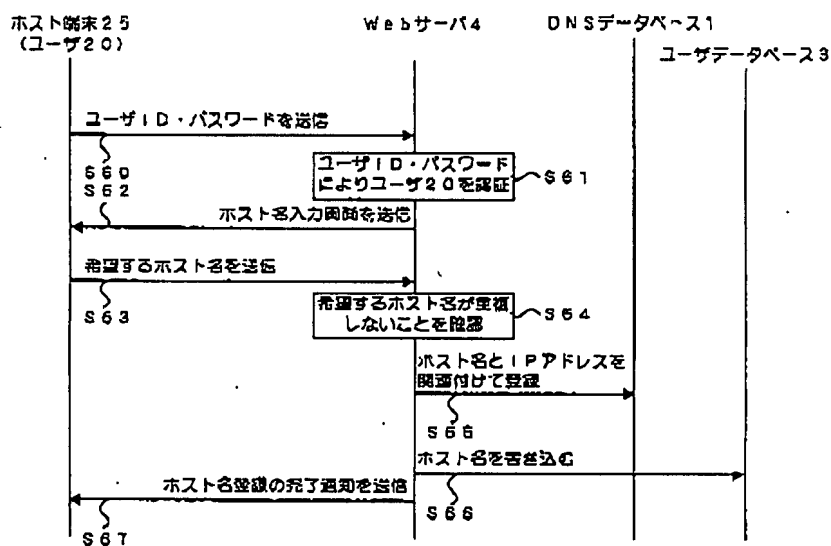 ホスト端末25
(ユーザ20)
Webサーバ4
DNSデータベース1
ユーザデータベース3
ユーザID・パスワードを送信
S60
ユーザID・パスワード
によりユーザ20を認証
S61
S62
ホスト名入力画面を送信
希望するホスト名を送信
S63
希望するホスト名が重複
しないことを確認
S64
ホスト名とIPアドレスを
関連付けて登録
S65
ホスト名を書き込む
S66
ホスト名登録の完了通知を送信
S67